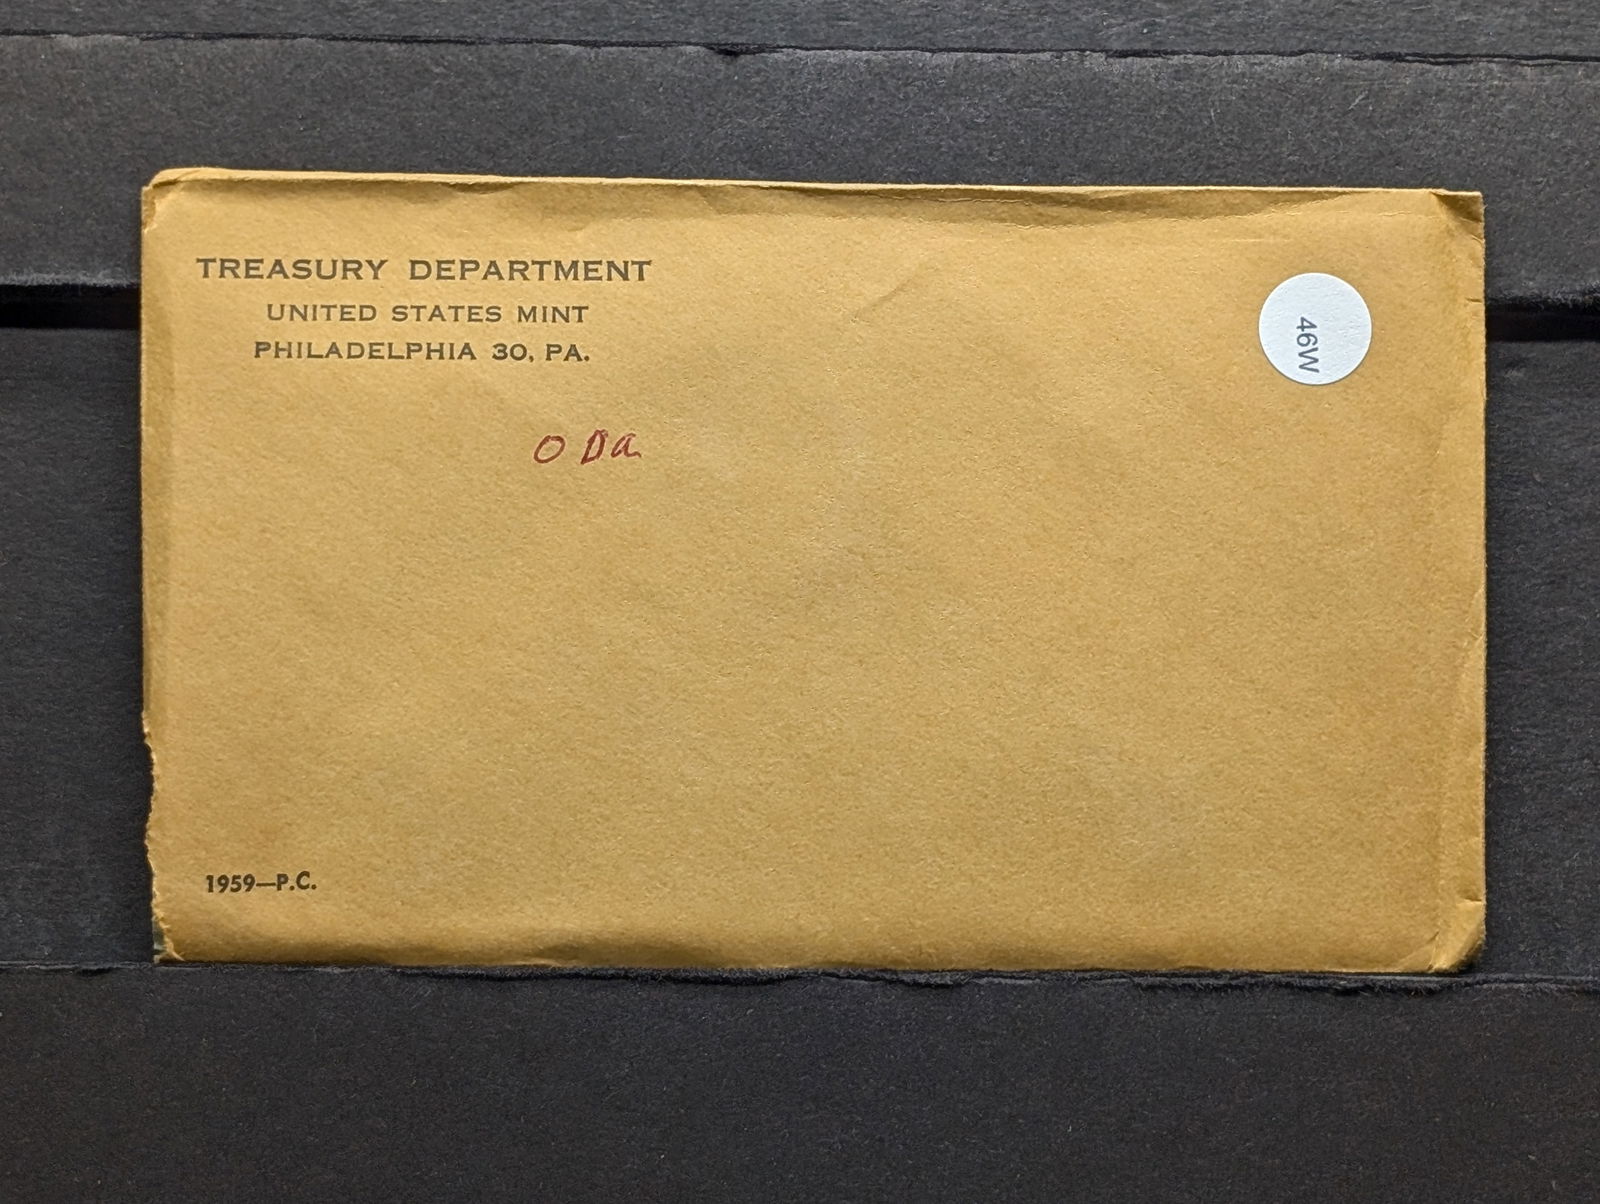 TREASURY DEPARTMENT
UNITED STATES MINT
PHILADELPHIA 30, PA.
46W
O Da
1959—P.C.